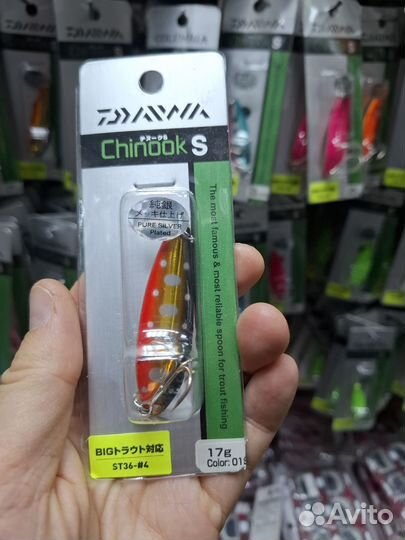 DAIWA
チヌークS
Chinook S
純銀
メッキ仕上げ
PURE SILVER
Plated
The most famous & most reliable spoon for trout fishing
BIGトラウト対応
ST36-#4
17g
Color: 019
Avito